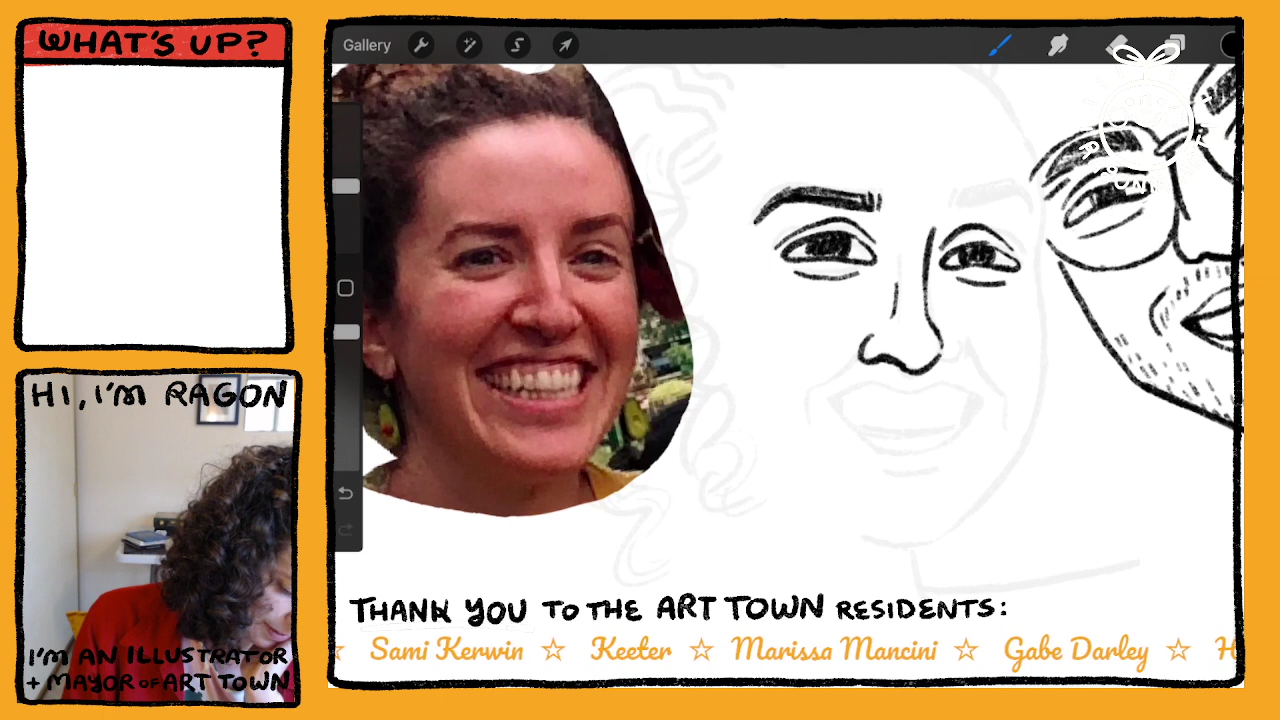 WHAT'S UP?
Gallery
HI, I'M RAGON
I'M AN ILLUSTRATOR
+ MAYOR OF ART TOWN
THANK YOU TO THE ART TOWN RESIDENTS:
☆ Sami Kerwin ☆ Keeter ☆ Marissa Mancini ☆ Gabe Darley ☆ H